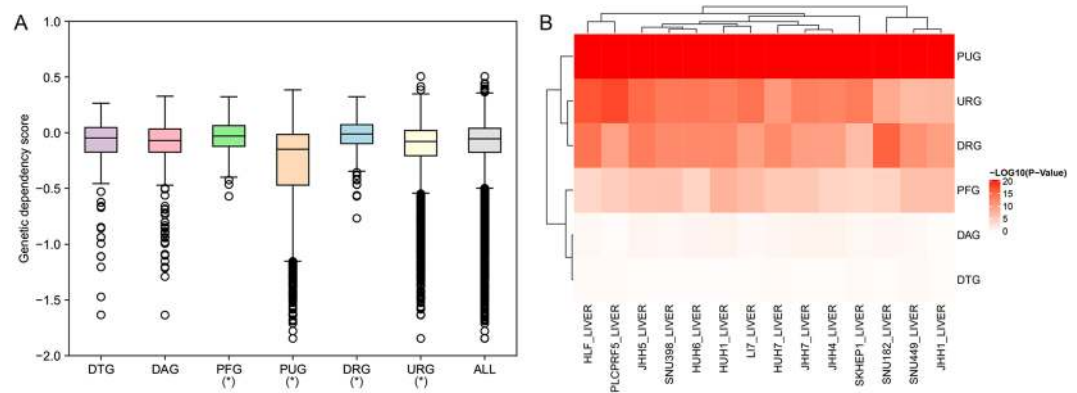 A
Genetic dependency score
1.0
0.5
0.0
−0.5
−1.0
−1.5
−2.0
DTG DAG PFG PUG DRG URG ALL
(*) (*) (*) (*)
B
PUG
URG
DRG
PFG
DAG
DTG
−LOG10(P−Value)
20
15
10
5
0
HLF_LIVER
PLCPRF5_LIVER
JHH5_LIVER
SNU398_LIVER
HUH6_LIVER
HUH1_LIVER
LI7_LIVER
HUH7_LIVER
JHH7_LIVER
JHH4_LIVER
SKHEP1_LIVER
SNU182_LIVER
SNU449_LIVER
JHH1_LIVER